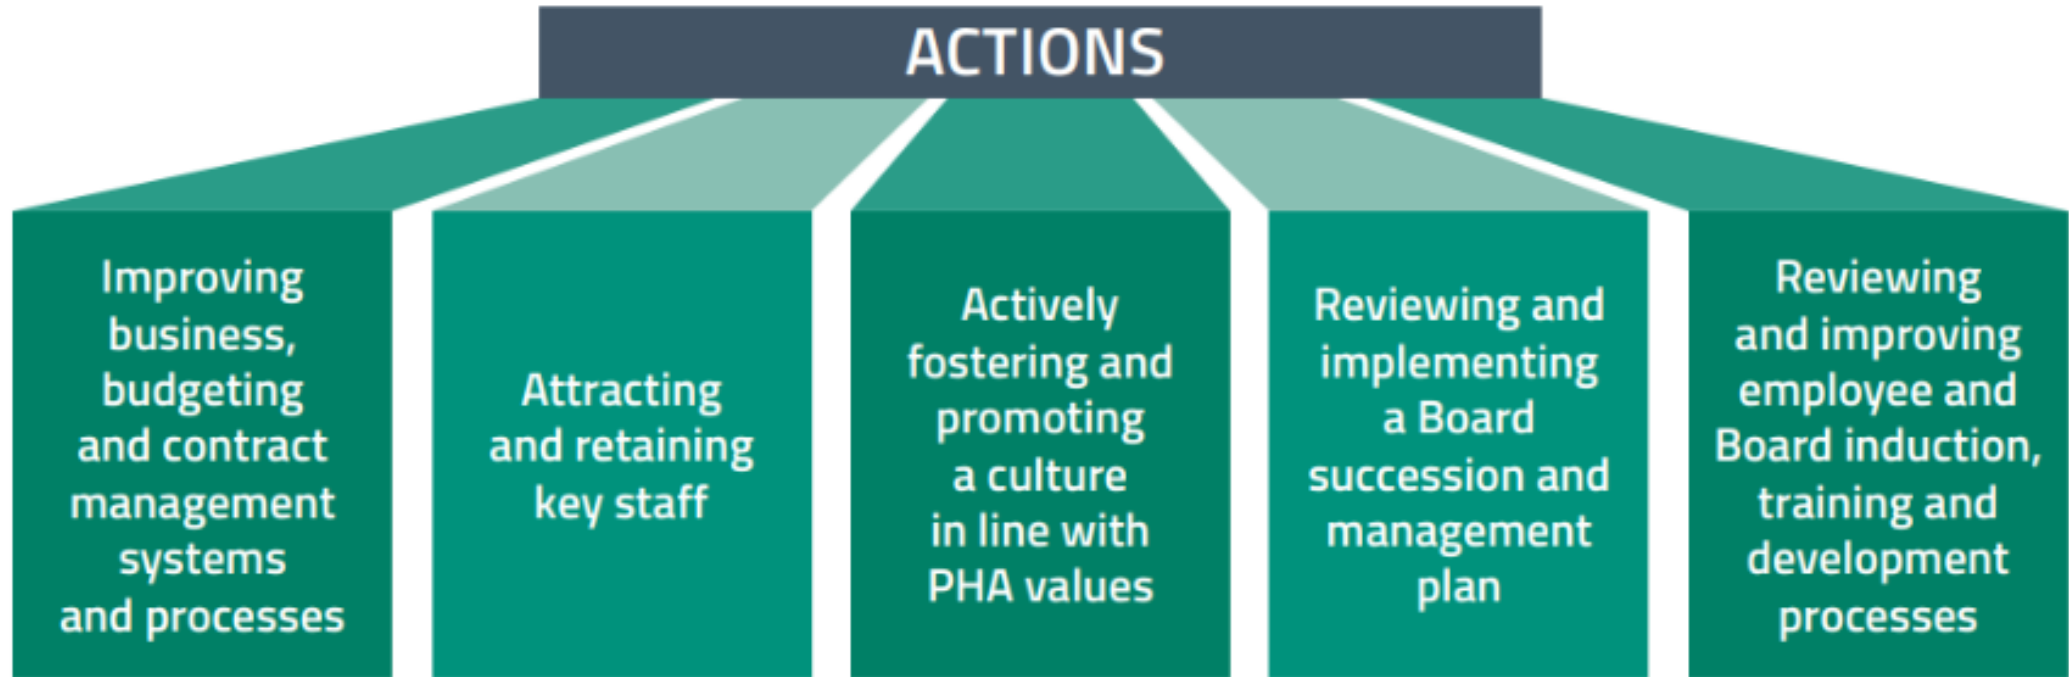 ACTIONS
Improving
business,
budgeting
and contract
management
systems
and processes
Attracting
and retaining
key staff
Actively
fostering and
promoting
a culture
in line with
PHA values
Reviewing and
implementing
a Board
succession and
management
plan
Reviewing
and improving
employee and
Board induction,
training and
development
processes